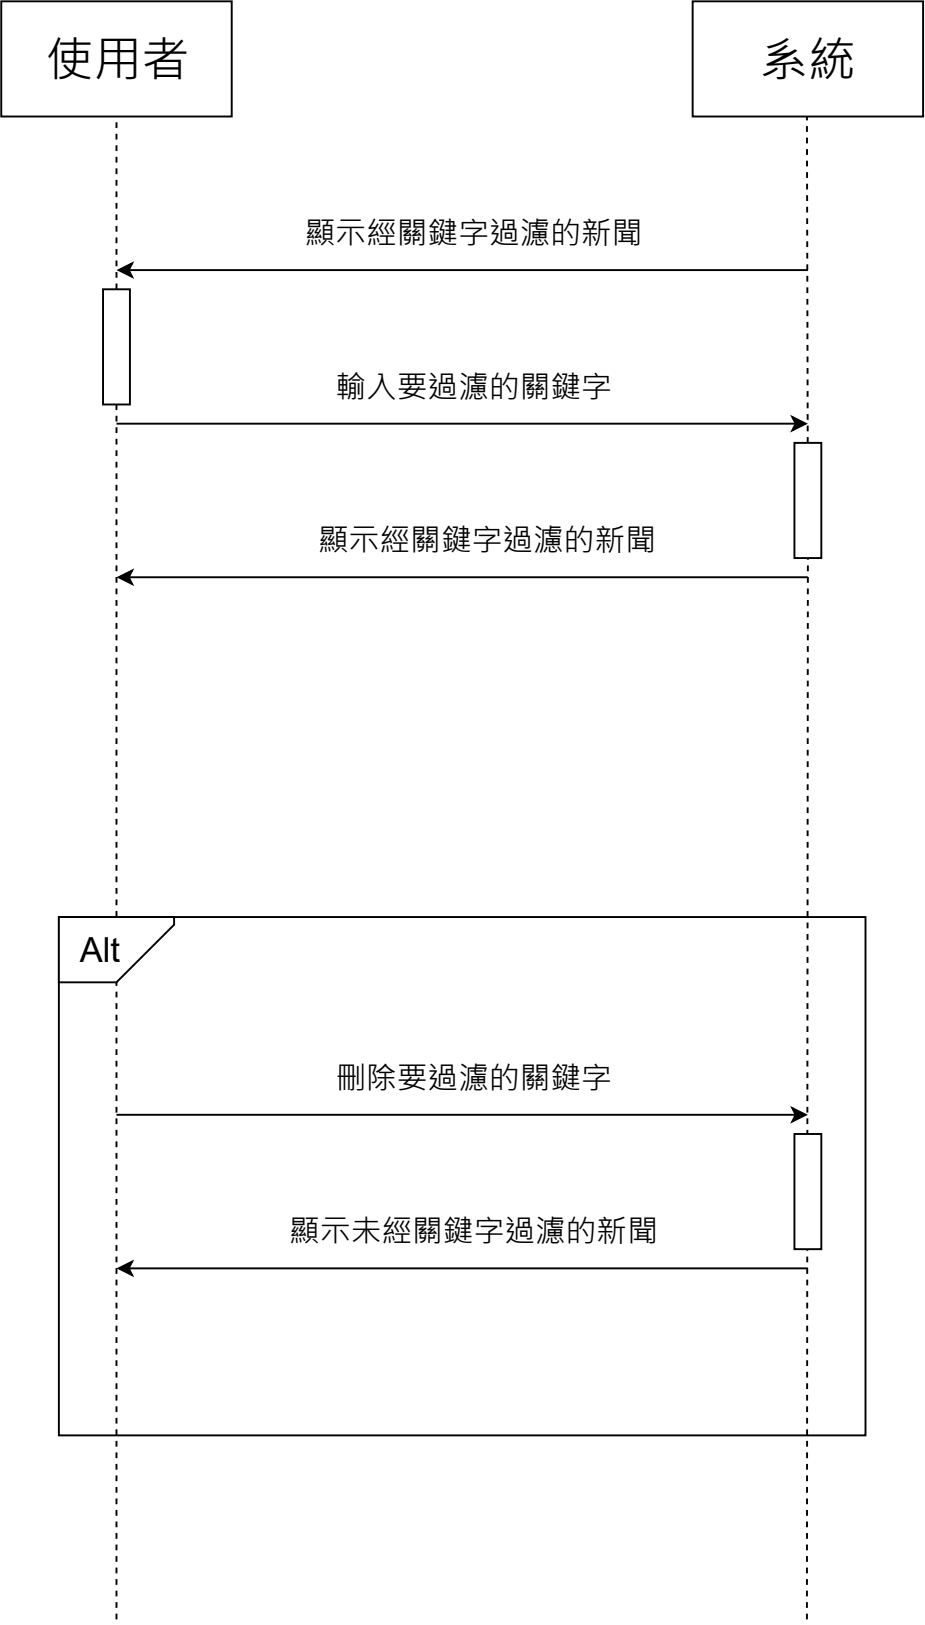 使用者
系統
顯示經關鍵字過濾的新聞
輸入要過濾的關鍵字
顯示經關鍵字過濾的新聞
Alt
刪除要過濾的關鍵字
顯示未經關鍵字過濾的新聞